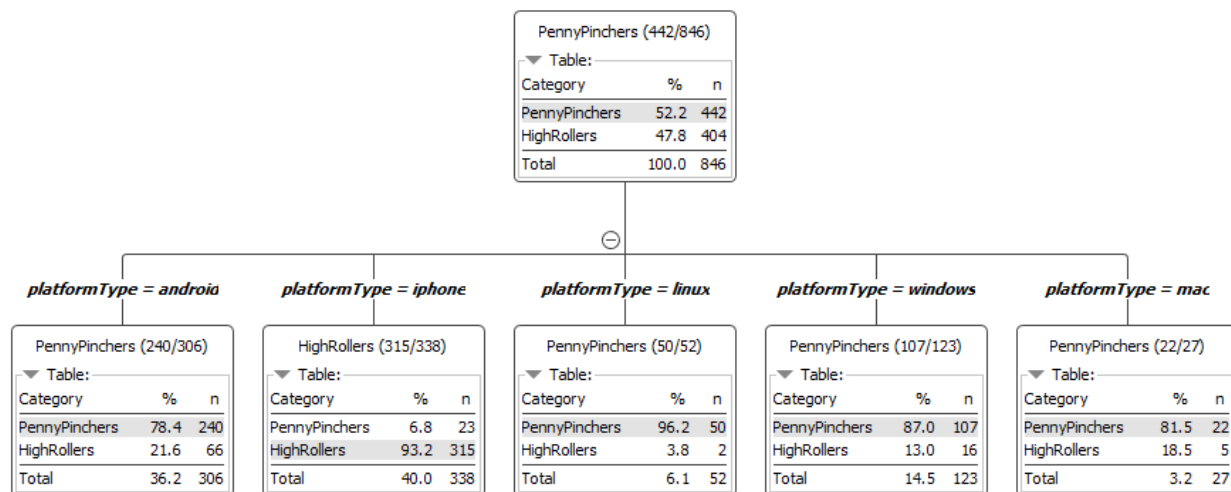 PennyPinchers (442/846)
Table:
Category % n
PennyPinchers 52.2 442
HighRollers 47.8 404
Total 100.0 846
platformType = android
PennyPinchers (240/306)
Table:
Category % n
PennyPinchers 78.4 240
HighRollers 21.6 66
Total 36.2 306
platformType = iphone
HighRollers (315/338)
Table:
Category % n
PennyPinchers 6.8 23
HighRollers 93.2 315
Total 40.0 338
platformType = linux
PennyPinchers (50/52)
Table:
Category % n
PennyPinchers 96.2 50
HighRollers 3.8 2
Total 6.1 52
platformType = windows
PennyPinchers (107/123)
Table:
Category % n
PennyPinchers 87.0 107
HighRollers 13.0 16
Total 14.5 123
platformType = mac
PennyPinchers (22/27)
Table:
Category % n
PennyPinchers 81.5 22
HighRollers 18.5 5
Total 3.2 27